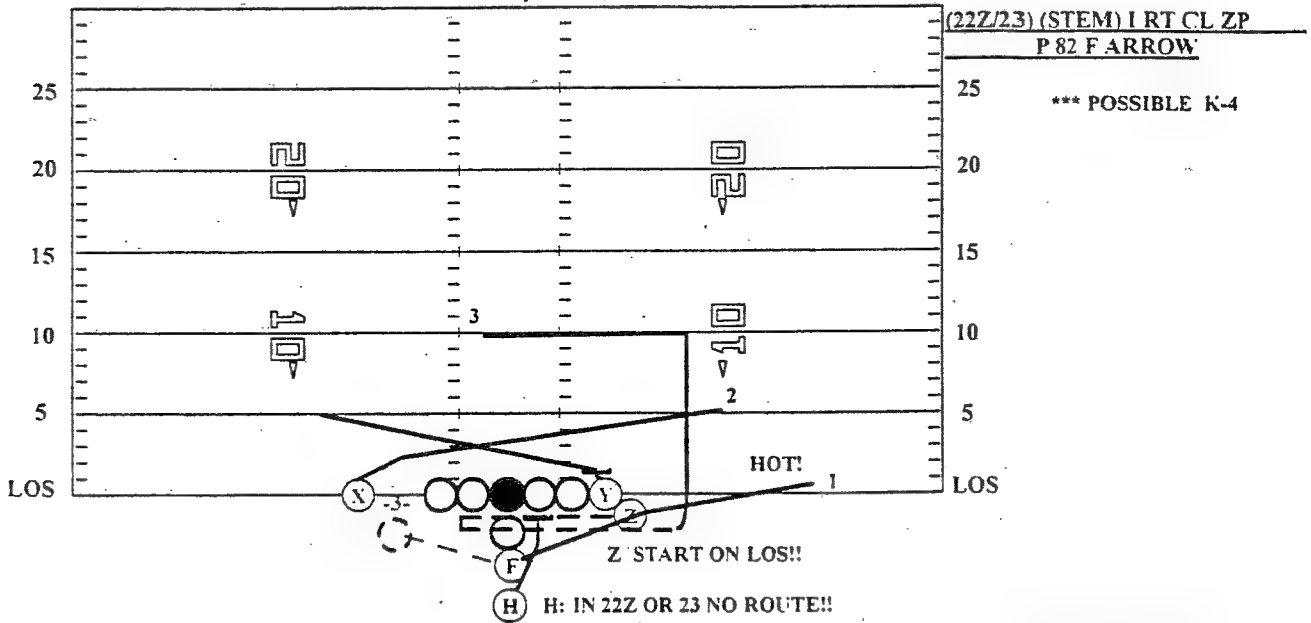 (22Z/23) (STEM) I RT CL ZP
P 82 F ARROW
*** POSSIBLE K-4
25 25
20 20
20 20
15 15
3
10 10
10 10
2
5 5
HOT!
1
LOS X Y LOS
-3-
Z
Z START ON LOS!!
F
H H: IN 22Z OR 23 NO ROUTE!!